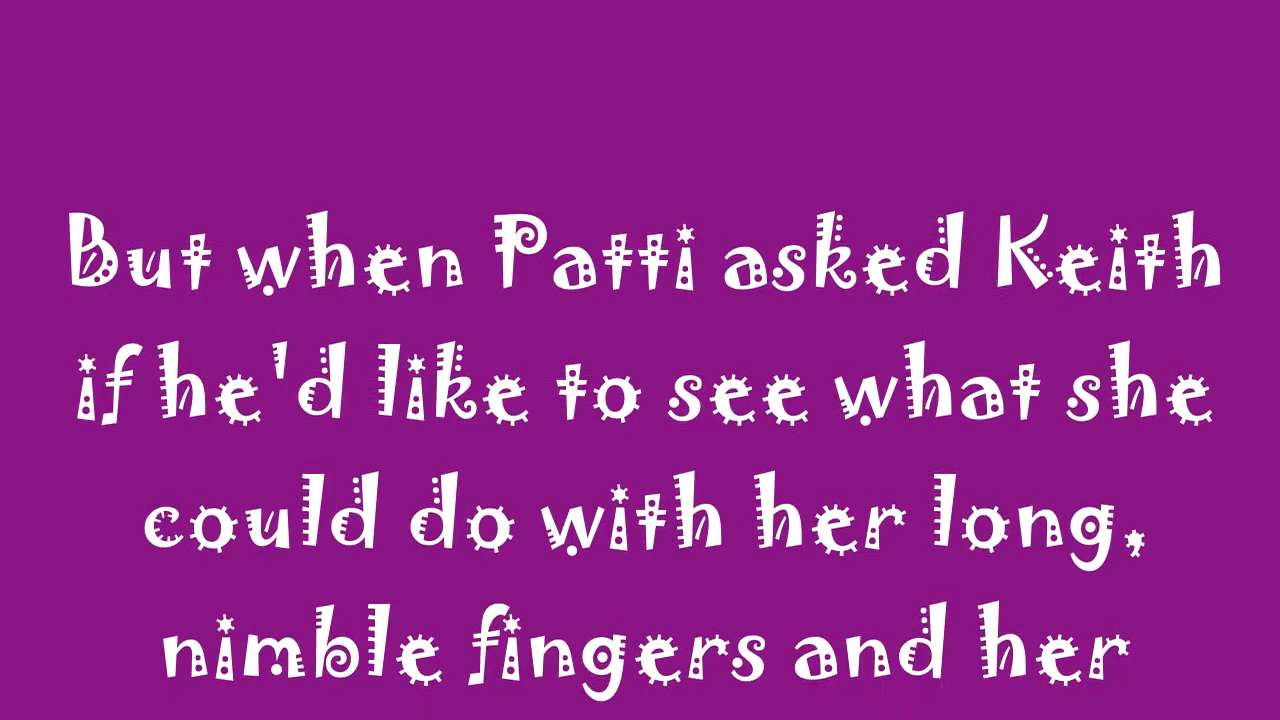 But when Patti asked Keith
if he'd like to see what she
could do with her long,
nimble fingers and her